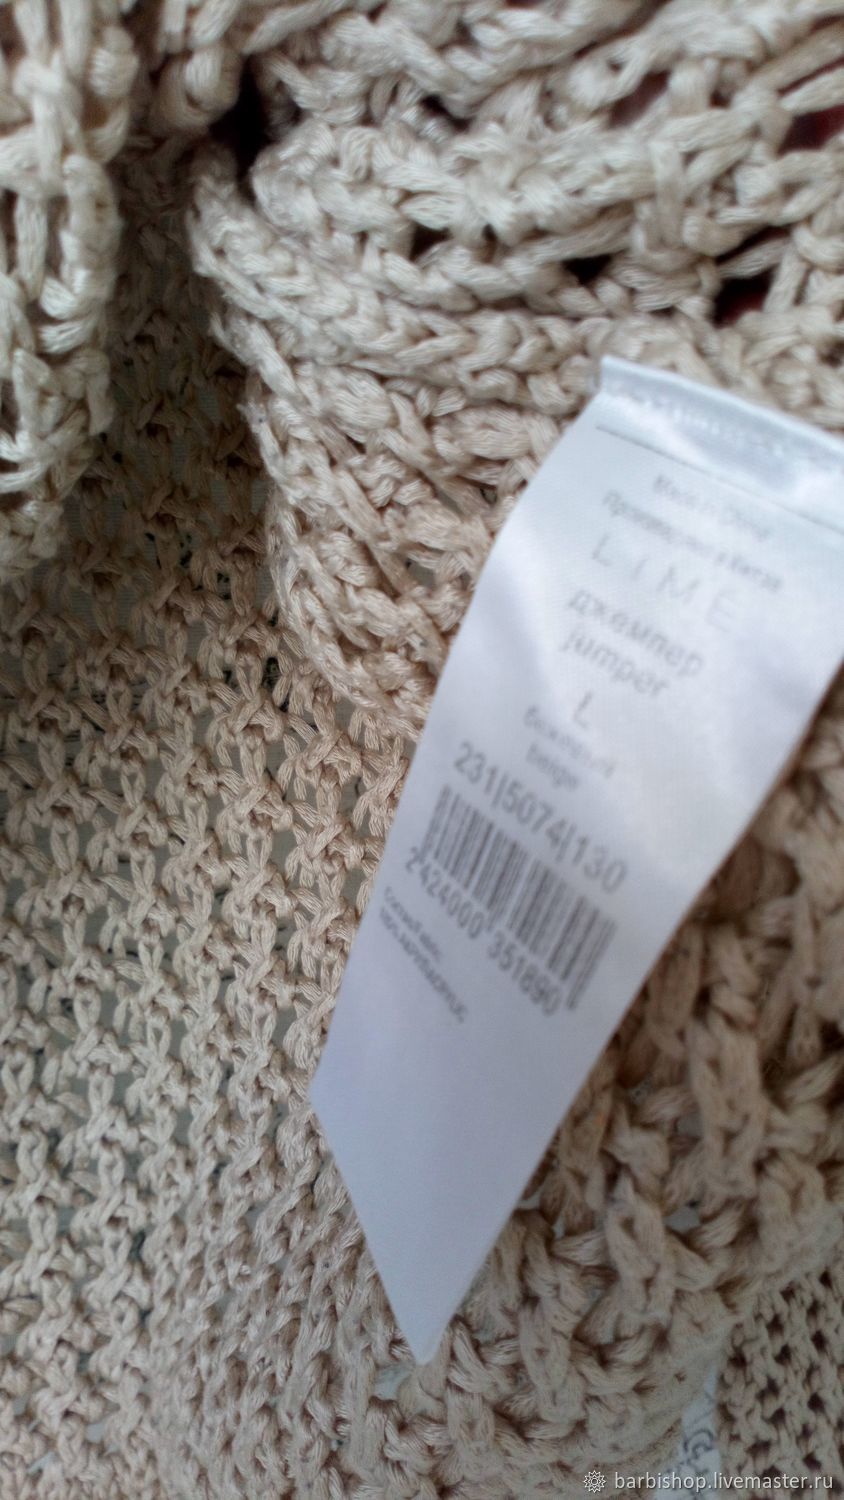 Made in China
Произведено в Китае
LIME
джемпер
jumper
L
бежевый
beige
231|5074|130
2424000 351890
barbishop.livemaster.ru